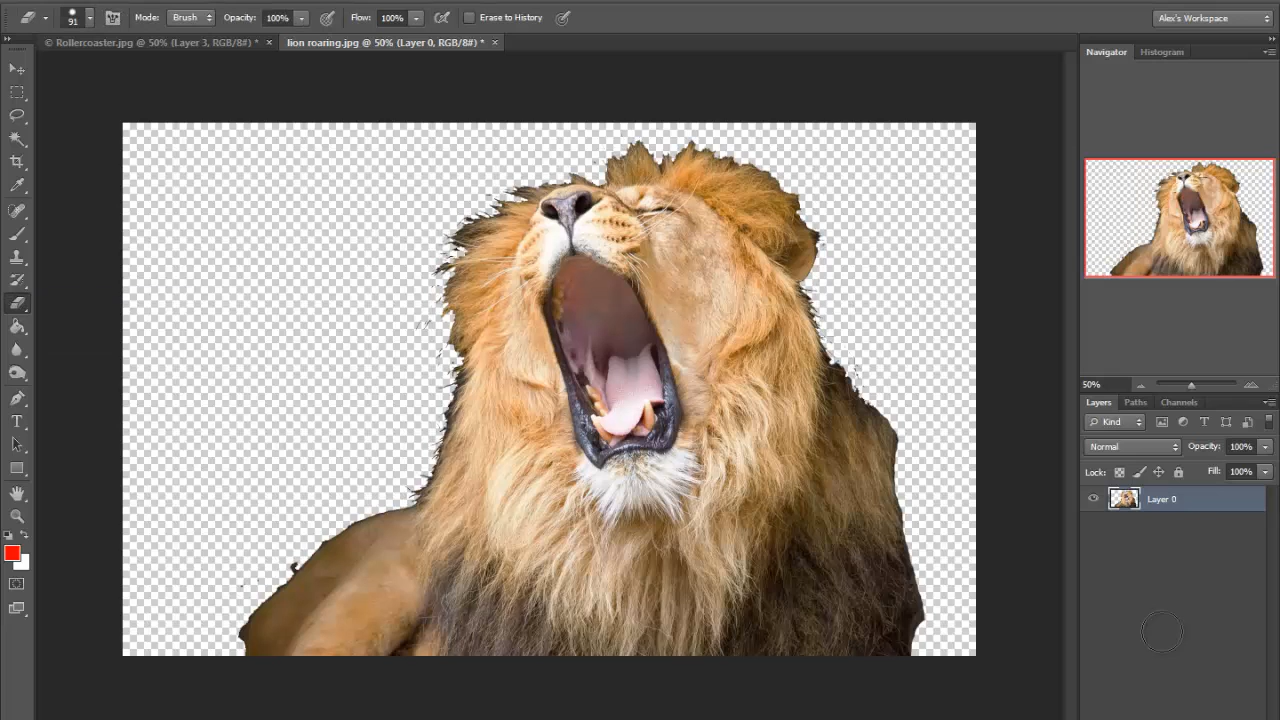 91 Mode: Brush Opacity: 100% Flow: 100% Erase to History Alex's Workspace
© Rollercoaster.jpg @ 50% (Layer 3, RGB/8#) * × lion roaring.jpg @ 50% (Layer 0, RGB/8#) * ×
Navigator Histogram
50%
Layers Paths Channels
Kind T
Normal Opacity: 100%
Lock: Fill: 100%
Layer 0
T